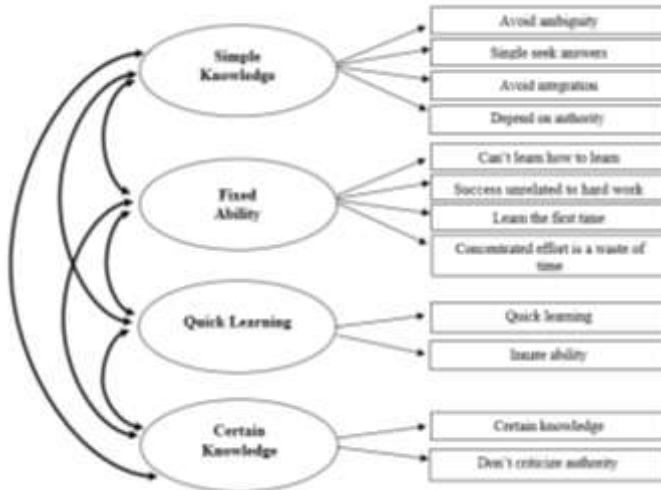 Simple
Knowledge
Avoid ambiguity
Single seek answers
Avoid integration
Depend on authority
Fixed
Ability
Can't learn how to learn
Success unrelated to hard work
Learn the first time
Concentrated effort is a waste of
time
Quick Learning
Quick learning
Innate ability
Certain
Knowledge
Certain knowledge
Don't criticize authority